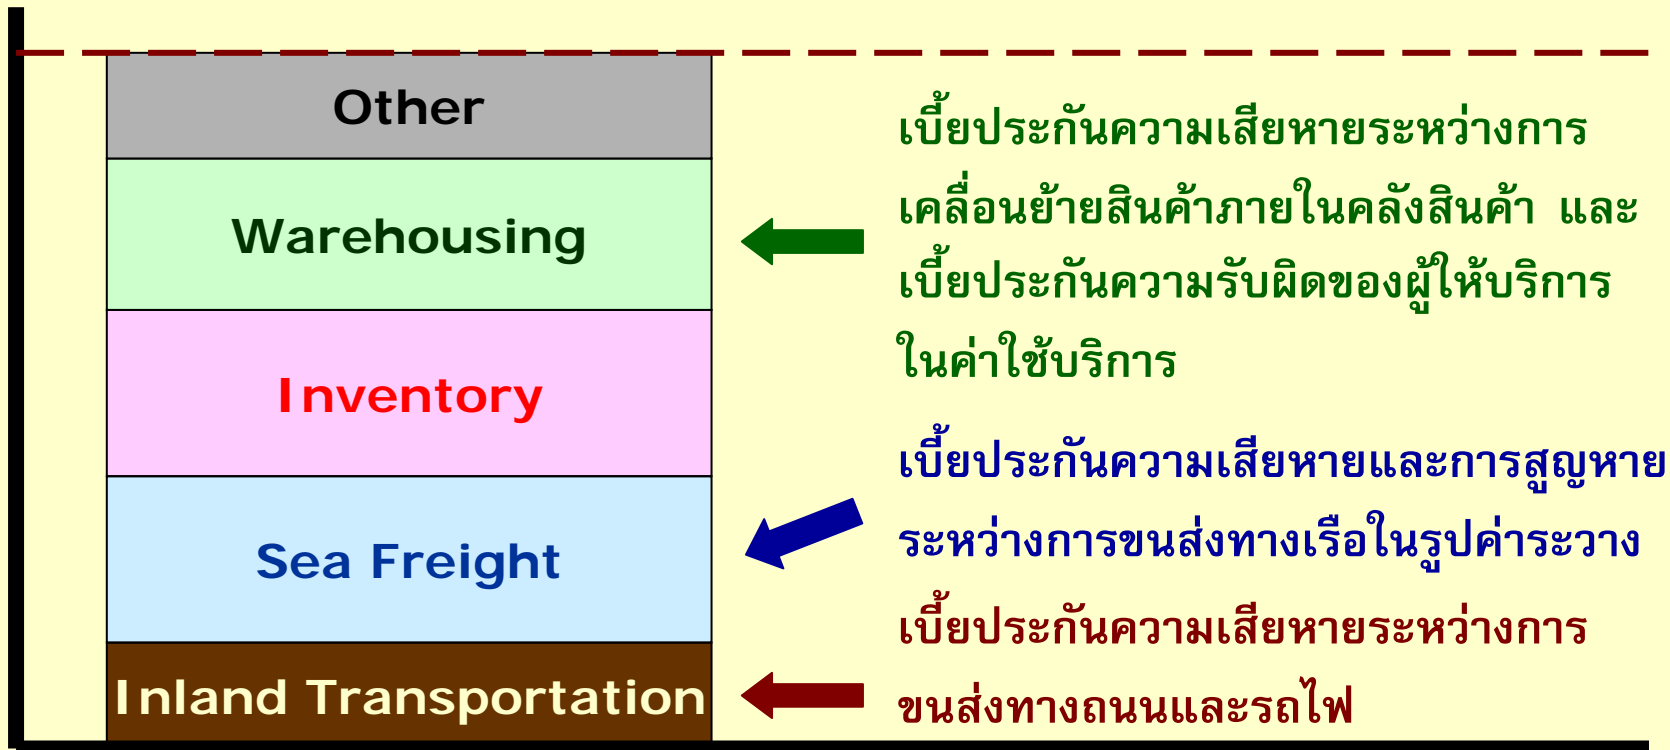 Other
Warehousing
Inventory
Sea Freight
Inland Transportation
เบี้ยประกันความเสียหายระหว่างการ
เคลื่อนย้ายสินค้าภายในคลังสินค้า และ
เบี้ยประกันความรับผิดของผู้ให้บริการ
ในค่าใช้บริการ
เบี้ยประกันความเสียหายและการสูญหาย
ระหว่างการขนส่งทางเรือในรูปค่าระวาง
เบี้ยประกันความเสียหายระหว่างการ
ขนส่งทางถนนและรถไฟ